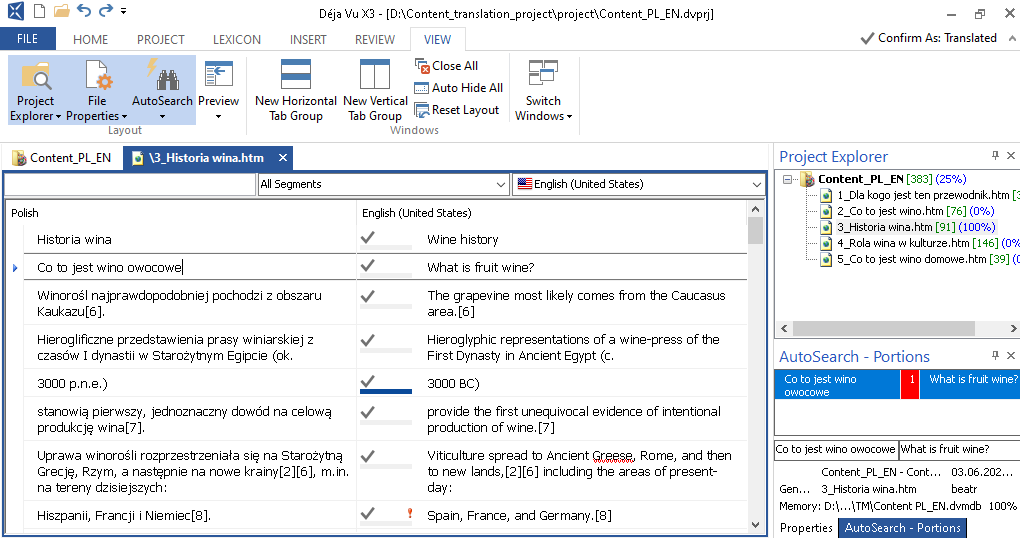 Déja Vu X3 - [D:\Content_translation_project\project\Content_PL_EN.dvprj]
FILE HOME PROJECT LEXICON INSERT REVIEW VIEW Confirm As: Translated
Project Explorer
File Properties
AutoSearch
Preview
New Horizontal Tab Group
New Vertical Tab Group
Close All
Auto Hide All
Reset Layout
Switch Windows
Layout
Windows
Content_PL_EN \3_Historia wina.htm
All Segments English (United States)
Polish English (United States)
Historia wina Wine history
Co to jest wino owocowe What is fruit wine?
Winorośl najprawdopodobniej pochodzi z obszaru
Kaukazu[6].
The grapevine most likely comes from the Caucasus
area.[6]
Hieroglificzne przedstawienia prasy winiarskiej z
czasów I dynastii w Starożytnym Egipcie (ok.
Hieroglyphic representations of a wine-press of the
First Dynasty in Ancient Egypt (c.
3000 p.n.e.) 3000 BC)
stanowią pierwszy, jednoznaczny dowód na celową
produkcję wina[7].
provide the first unequivocal evidence of intentional
production of wine.[7]
Uprawa winorośli rozprzestrzeniała się na Starożytną
Grecję, Rzym, a następnie na nowe krainy[2][6], m.in.
na tereny dzisiejszych:
Viticulture spread to Ancient Greese, Rome, and then
to new lands,[2][6] including the areas of present-
day:
Hiszpanii, Francji i Niemiec[8]. Spain, France, and Germany.[8]
Project Explorer
Content_PL_EN [383] (25%)
1_Dla kogo jest ten przewodnik.htm [3
2_Co to jest wino.htm [76] (0%)
3_Historia wina.htm [91] (100%)
4_Rola wina w kulturze.htm [146] (0%
5_Co to jest wino domowe.htm [39] (
AutoSearch - Portions
Co to jest wino
owocowe
1 What is fruit wine?
Co to jest wino owocowe What is fruit wine?
Content_PL_EN - Cont... 03.06.202...
Gen... 3_Historia wina.htm beatr
Memory: D:\...\TM\Content PL_EN.dvmdb 100%
Properties AutoSearch - Portions